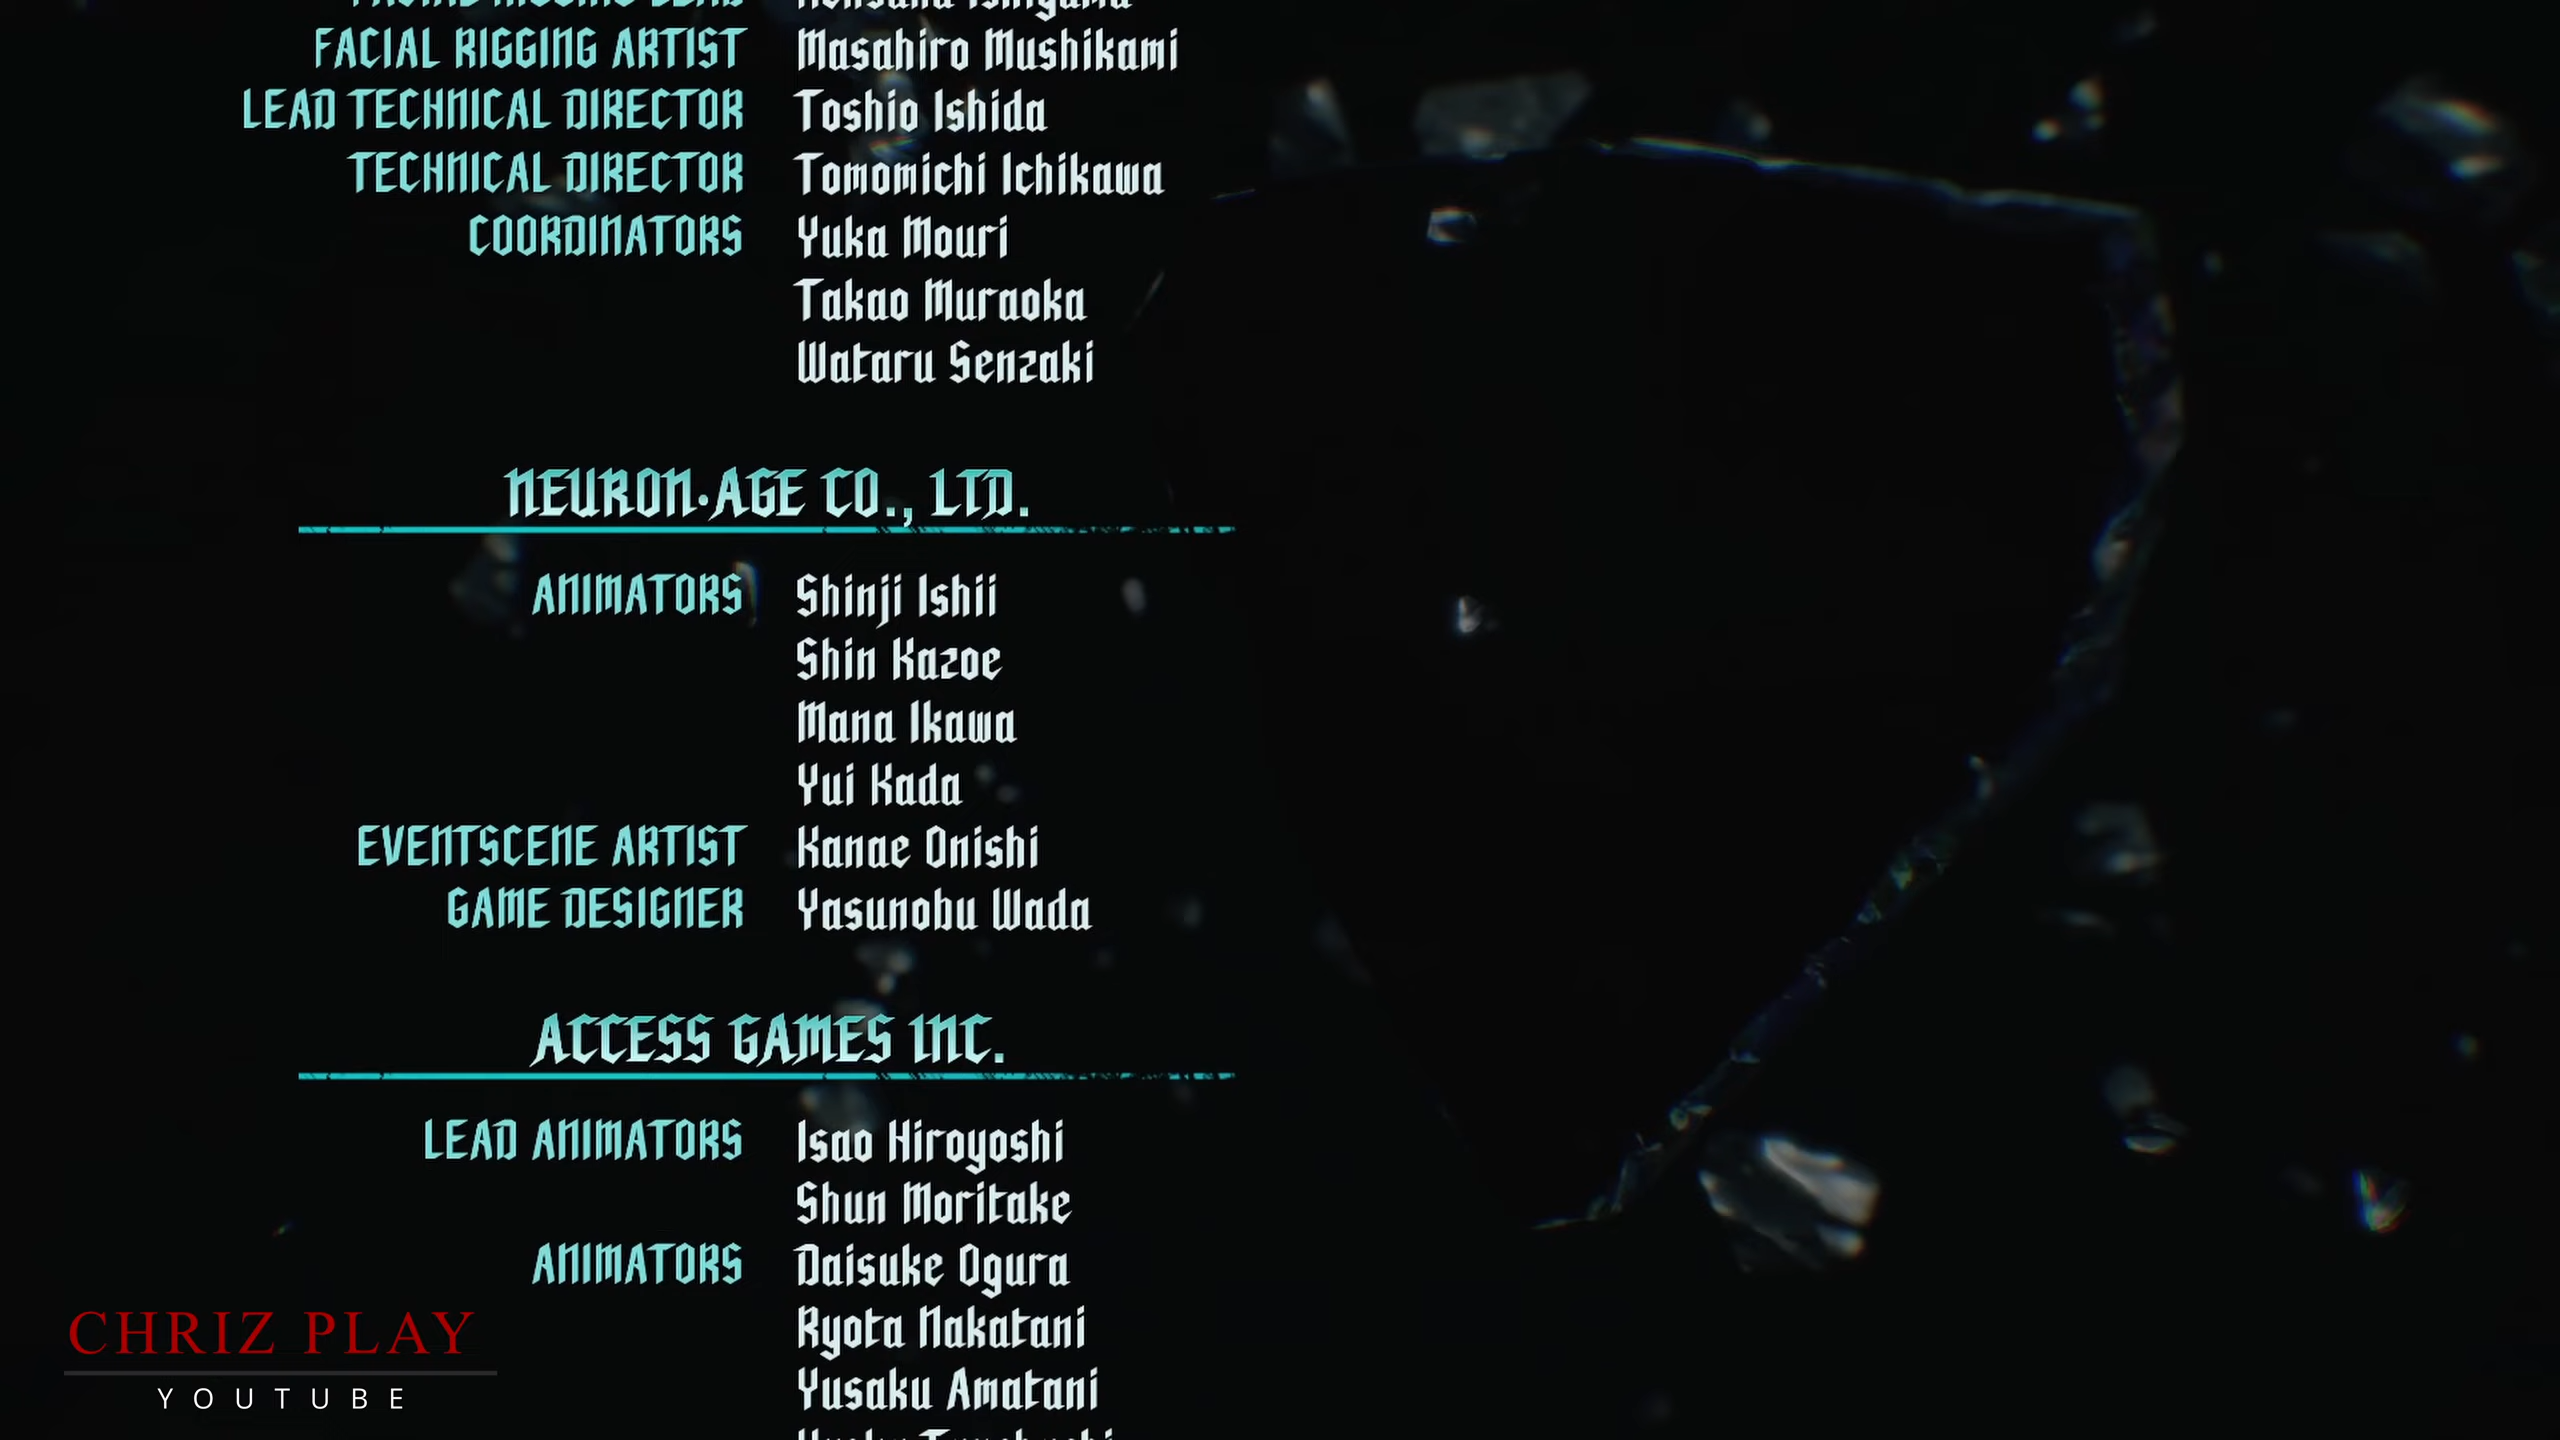 FACIAL RIGGING ARTIST Masahiro Mushikami
LEAD TECHNICAL DIRECTOR Toshio Ishida
TECHNICAL DIRECTOR Tomomichi Ichikawa
COORDINATORS Yuka Mouri
Takao Muraoka
Wataru Senzaki
NEURON·AGE CO., LTD.
ANIMATORS Shinji Ishii
Shin Kazoe
Mana Ikawa
Yui Kada
EVENTSCENE ARTIST Kanae Onishi
GAME DESIGNER Yasunobu Wada
ACCESS GAMES INC.
LEAD ANIMATORS Isao Hiroyoshi
Shun Moritake
ANIMATORS Daisuke Ogura
Ryota Nakatani
Yusaku Amatani
CHRIZ PLAY
YOUTUBE